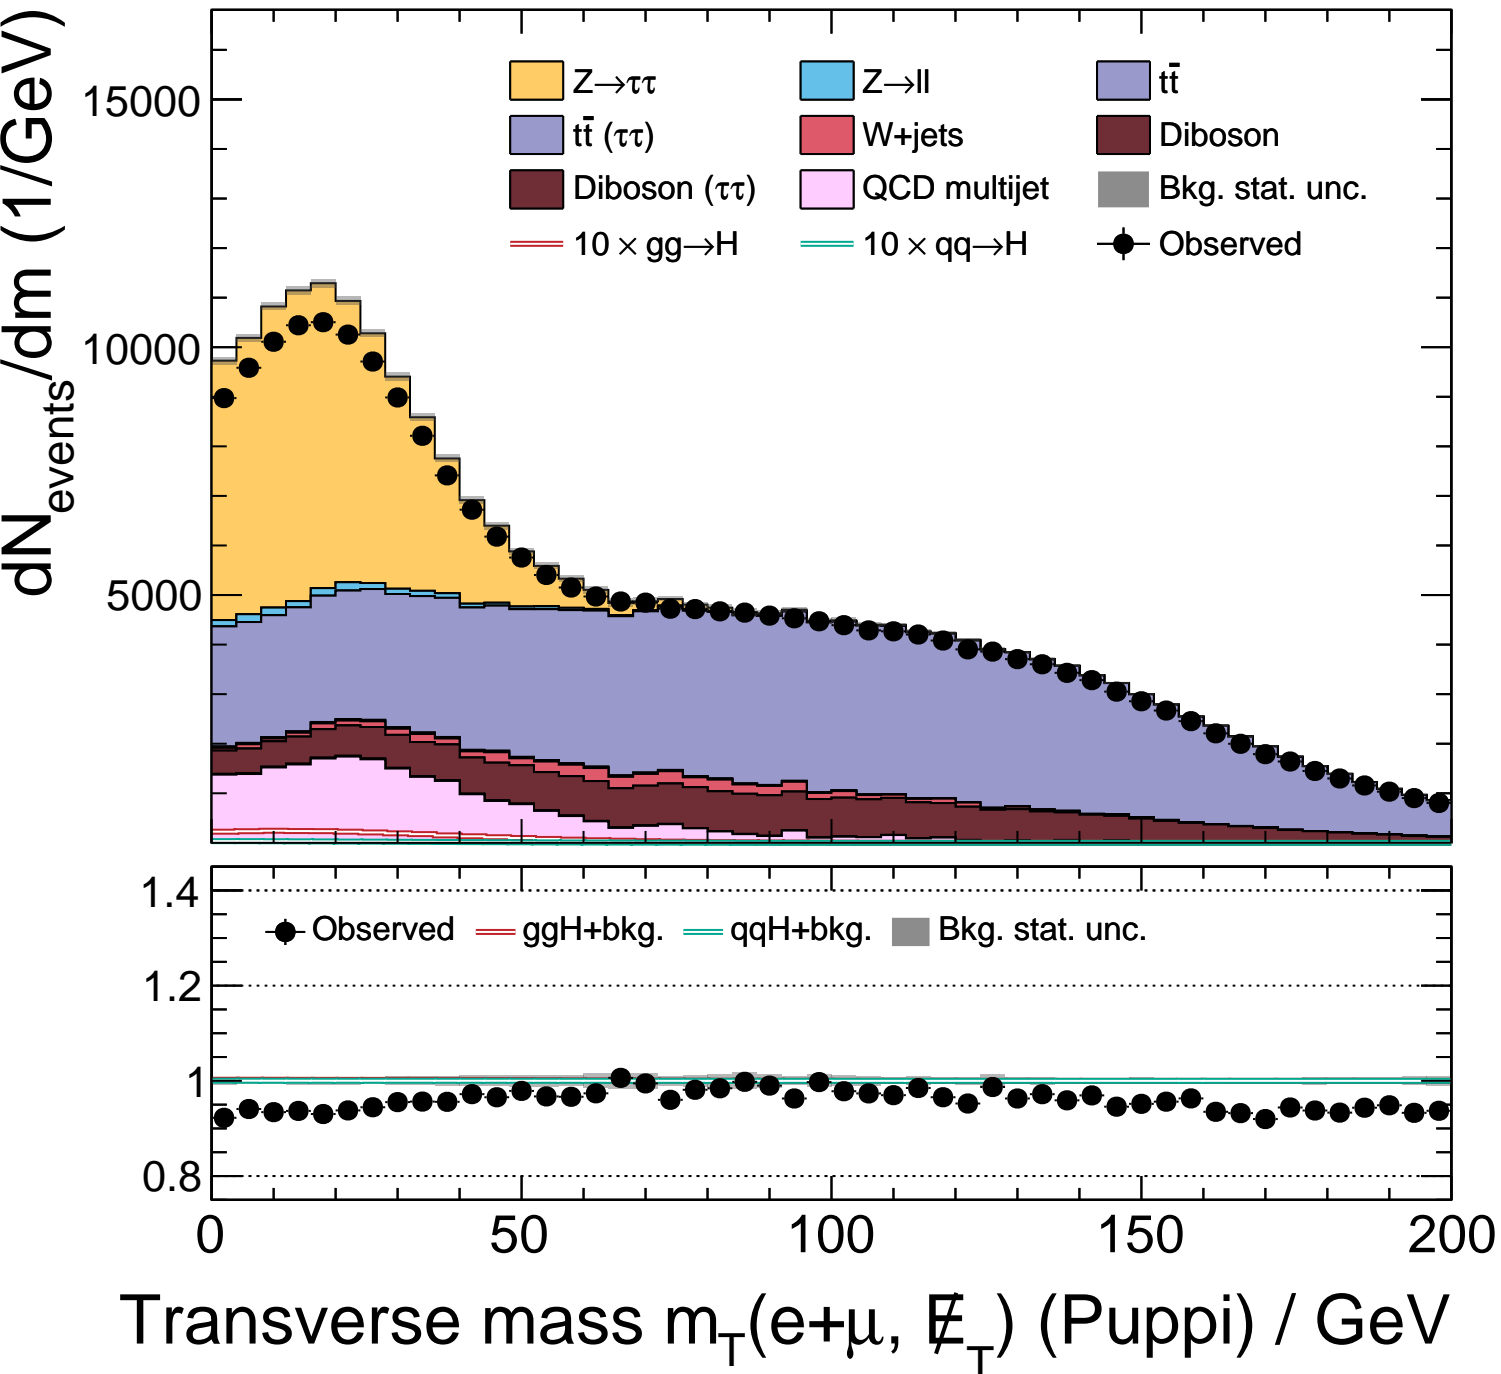 dN_events/dm (1/GeV)
15000
10000
5000
Z→ττ Z→ll tt̄
tt̄ (ττ) W+jets Diboson
Diboson (ττ) QCD multijet Bkg. stat. unc.
10 × gg→H 10 × qq→H Observed
1.4
1.2
1
0.8
Observed ggH+bkg. qqH+bkg. Bkg. stat. unc.
0 50 100 150 200
Transverse mass m_T(e+μ, E̸_T) (Puppi) / GeV